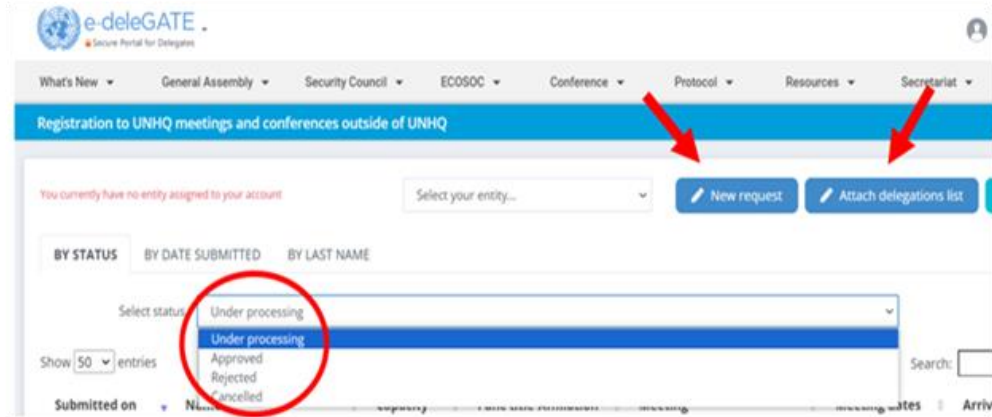 e-deleGATE .
Secure Portal for Delegates
What's New General Assembly Security Council ECOSOC Conference Protocol Resources Secretariat
Registration to UNHQ meetings and conferences outside of UNHQ
You currently have no entity assigned to your account Select your entity... New request Attach delegations list
BY STATUS BY DATE SUBMITTED BY LAST NAME
Select status Under processing
Under processing
Show 50 entries Approved Search:
Rejected
Cancelled
Submitted on